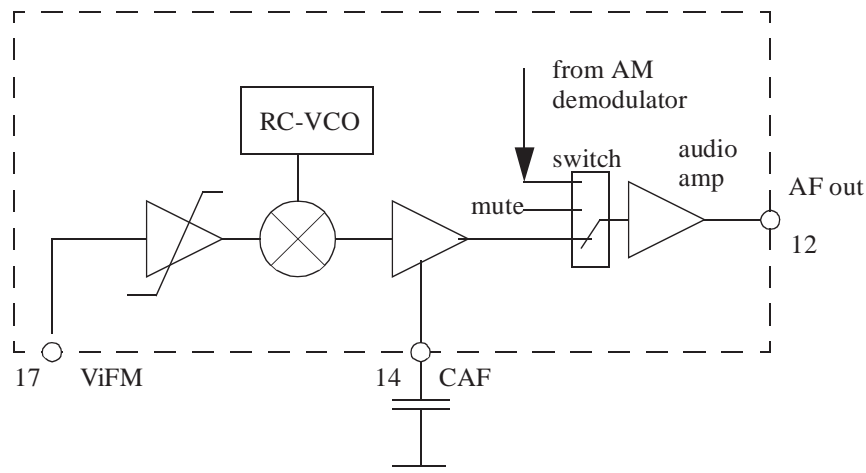 from AM
demodulator
RC-VCO
switch
audio
amp
AF out
mute
12
17 ViFM
14 CAF